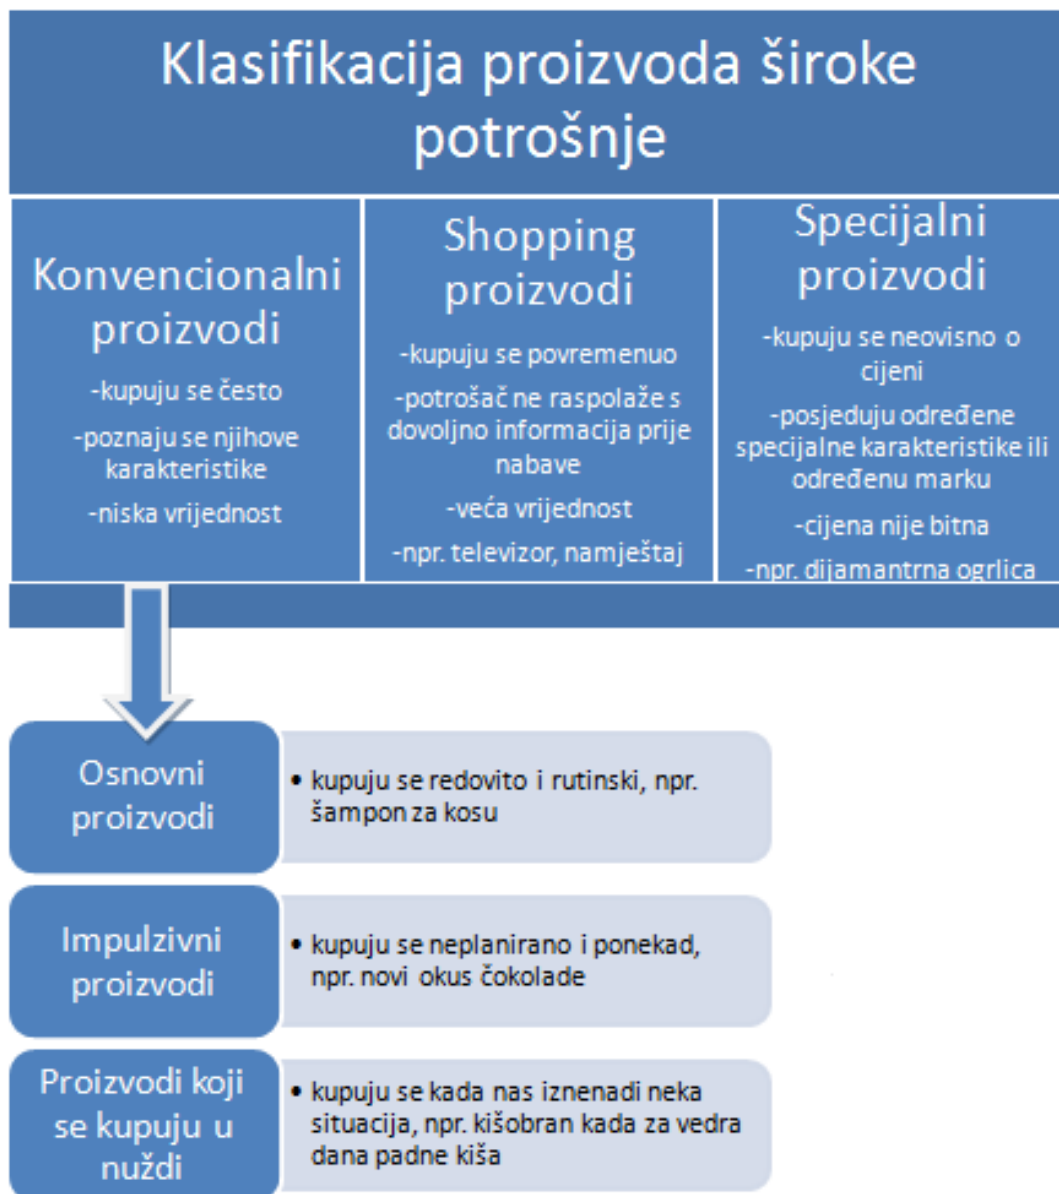 Klasifikacija proizvoda široke
potrošnje
Konvencionalni
proizvodi
-kupuju se često
-poznaju se njihove
karakteristike
-niska vrijednost
Shopping
proizvodi
-kupuju se povremenuo
-potrošač ne raspolaže s
dovoljno informacija prije
nabave
-veća vrijednost
-npr. televizor, namještaj
Specijalni
proizvodi
-kupuju se neovisno o
cijeni
-posjeduju određene
specijalne karakteristike ili
određenu marku
-cijena nije bitna
-npr. dijamantrna ogrlica
Osnovni
proizvodi
• kupuju se redovito i rutinski, npr.
šampon za kosu
Impulzivni
proizvodi
• kupuju se neplanirano i ponekad,
npr. novi okus čokolade
Proizvodi koji
se kupuju u
nuždi
• kupuju se kada nas iznenadi neka
situacija, npr. kišobran kada za vedra
dana padne kiša